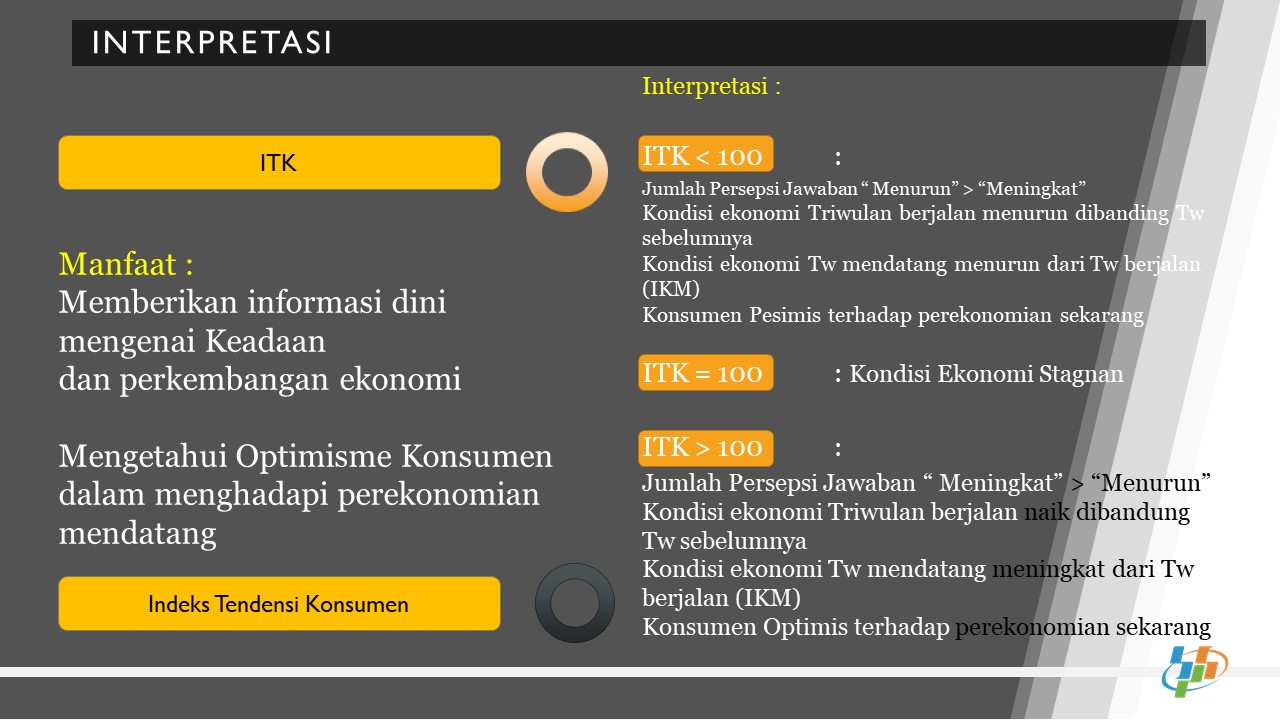 INTERPRETASI
ITK
Manfaat :
Memberikan informasi dini
mengenai Keadaan
dan perkembangan ekonomi
Mengetahui Optimisme Konsumen
dalam menghadapi perekonomian
mendatang
Indeks Tendensi Konsumen
Interpretasi :
ITK < 100 :
Jumlah Persepsi Jawaban “ Menurun” > “Meningkat”
Kondisi ekonomi Triwulan berjalan menurun dibanding Tw
sebelumnya
Kondisi ekonomi Tw mendatang menurun dari Tw berjalan
(IKM)
Konsumen Pesimis terhadap perekonomian sekarang
ITK = 100 : Kondisi Ekonomi Stagnan
ITK > 100 :
Jumlah Persepsi Jawaban “ Meningkat” > “Menurun”
Kondisi ekonomi Triwulan berjalan naik dibandung
Tw sebelumnya
Kondisi ekonomi Tw mendatang meningkat dari Tw
berjalan (IKM)
Konsumen Optimis terhadap perekonomian sekarang